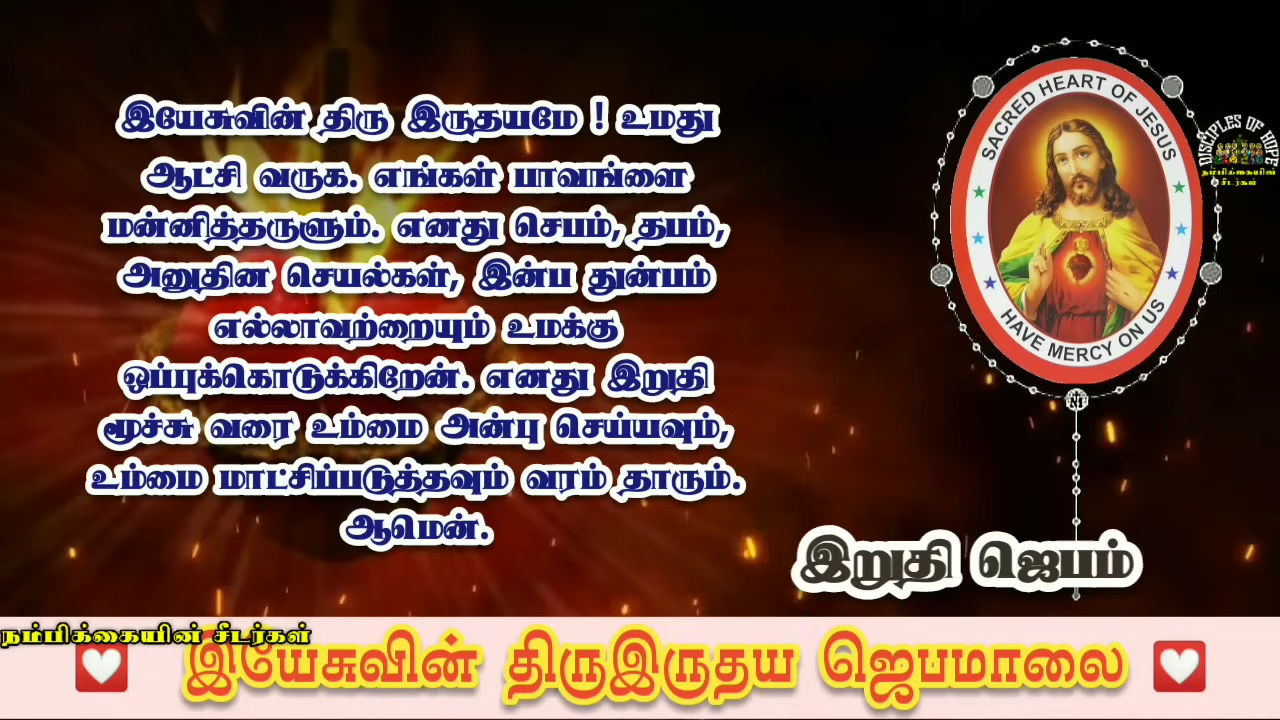 இயேசுவின் திரு இருதயமே ! உமது
ஆட்சி வருக. எங்கள் பாவங்ளை
மன்னித்தருளும். எனது செபம், தபம்,
அனுதின செயல்கள், இன்ப துன்பம்
எல்லாவற்றையும் உமக்கு
ஒப்புக்கொடுக்கிறேன். எனது இறுதி
மூச்சு வரை உம்மை அன்பு செய்யவும்,
உம்மை மாட்சிப்படுத்தவும் வரம் தாரும்.
ஆமென்.
SACRED HEART OF JESUS
HAVE MERCY ON US
DISCIPLES OF HOPE
நம்பிக்கையின்
சீடர்கள்
இறுதி ஜெபம்
நம்பிக்கையின் சீடர்கள்
இயேசுவின் திருஇருதய ஜெபமாலை